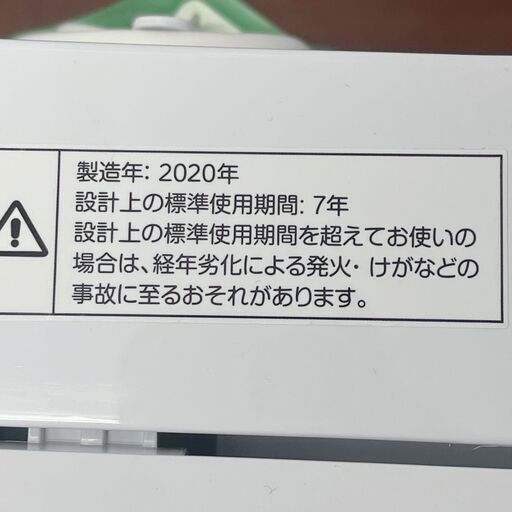 製造年: 2020年
設計上の標準使用期間: 7年
設計上の標準使用期間を超えてお使いの
場合は、経年劣化による発火・けがなどの
事故に至るおそれがあります。